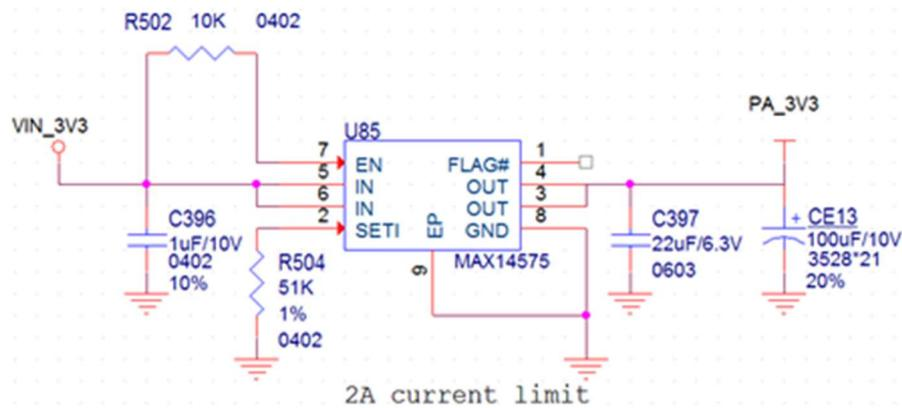 R502 10K 0402
PA_3V3
VIN_3V3
U85
7 EN FLAG# 1
5 IN OUT 4
6 IN OUT 3
2 SETI GND 8
EP
9
MAX14575
C396
1uF/10V
0402
10%
R504
51K
1%
0402
C397
22uF/6.3V
0603
+ CE13
100uF/10V
3528*21
20%
2A current limit